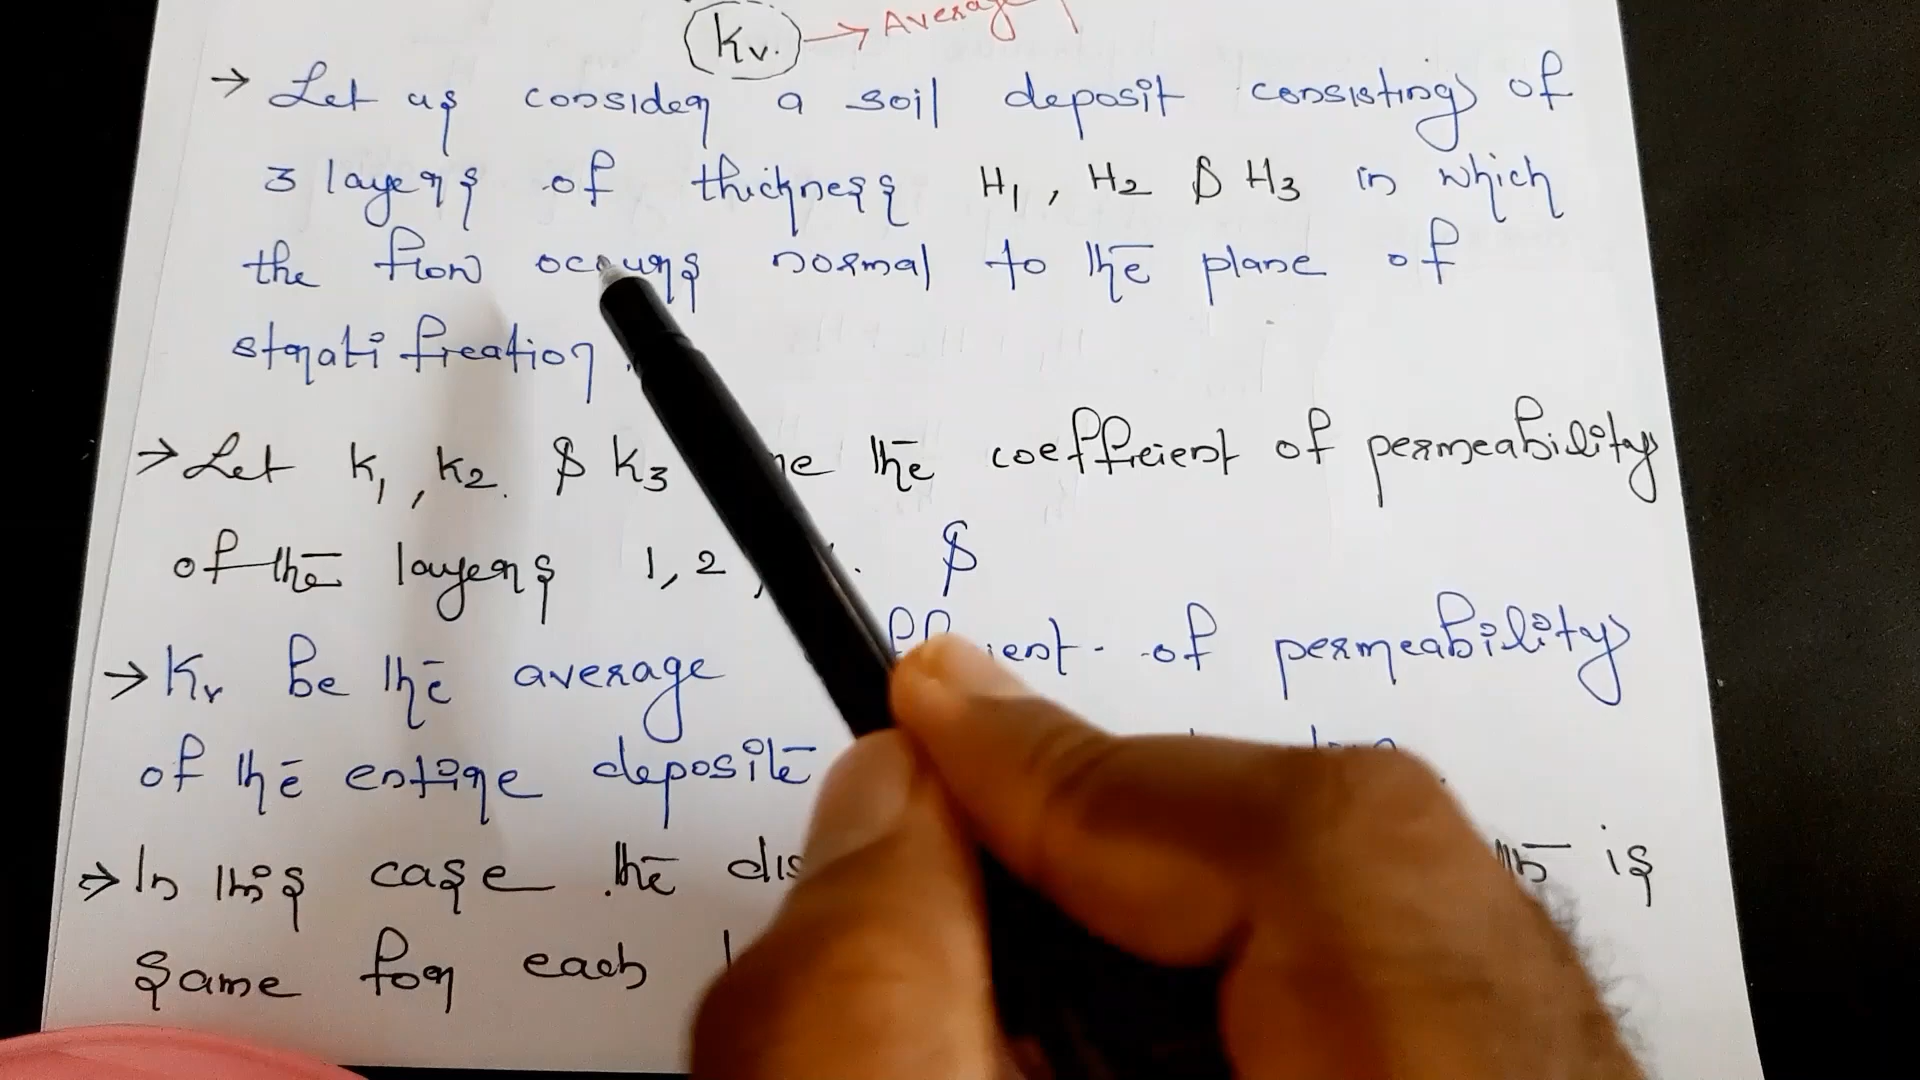 Kv. → Average
→ Let us consider a soil deposit consisting of
3 layers of thickness H1, H2 & H3 in which
the flow occurs normal to the plane of
stratification.
→ Let K1, K2. & K3 the coefficient of permeability
of the layers 1, 2, &
→ Kv be the average of permeability
of the entire deposite
→ In this case the is
same for each